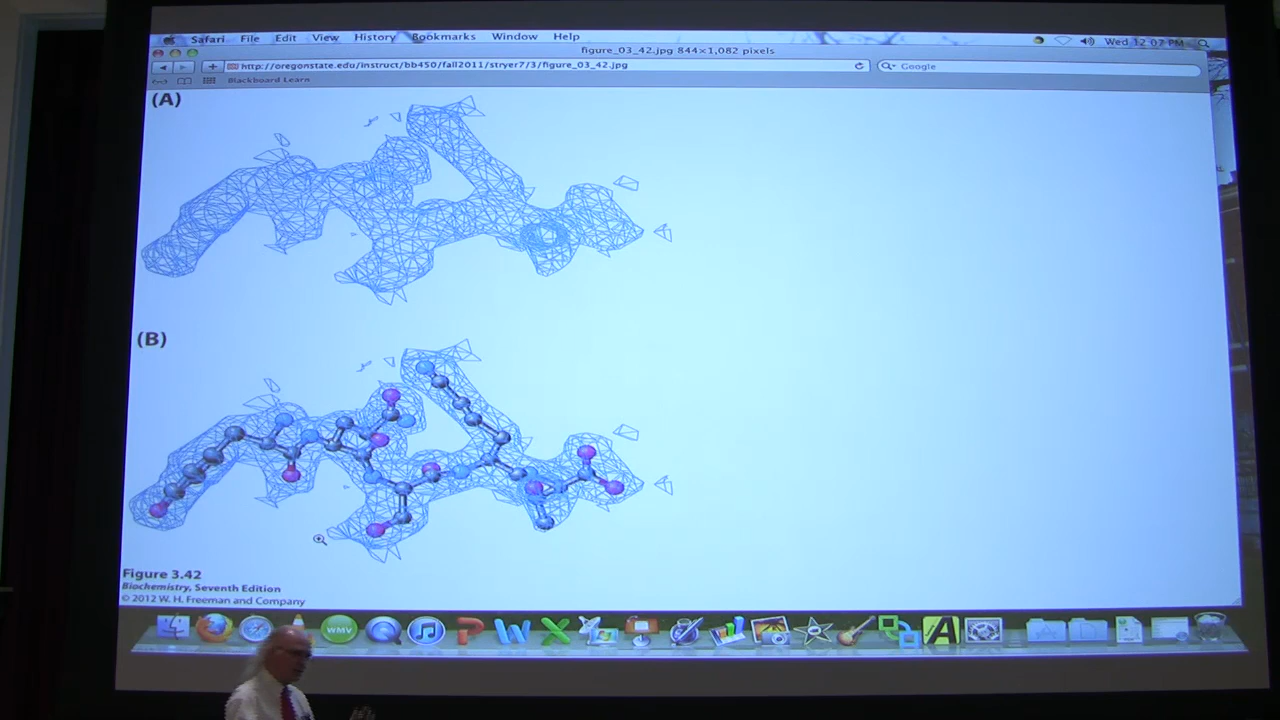 Safari File Edit View History Bookmarks Window Help Wed 12:07 PM
figure_03_42.jpg 844×1,082 pixels
http://oregonstate.edu/instruct/bb450/fall2011/stryer7/3/figure_03_42.jpg Google
Blackboard Learn
(A)
(B)
Figure 3.42
Biochemistry, Seventh Edition
© 2012 W. H. Freeman and Company
WMV